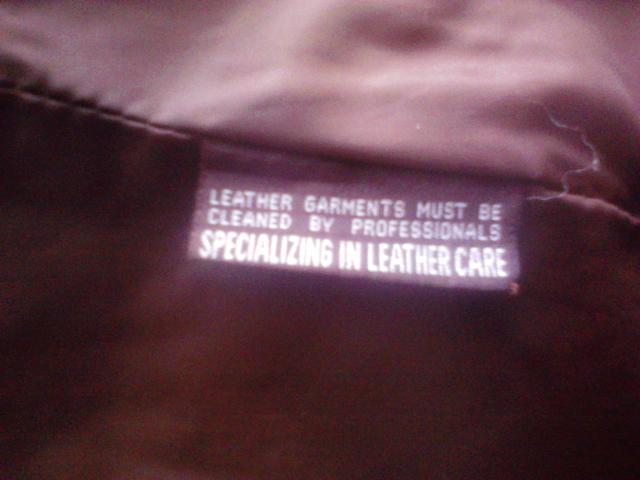 LEATHER GARMENTS MUST BE
CLEANED BY PROFESSIONALS
SPECIALIZING IN LEATHER CARE